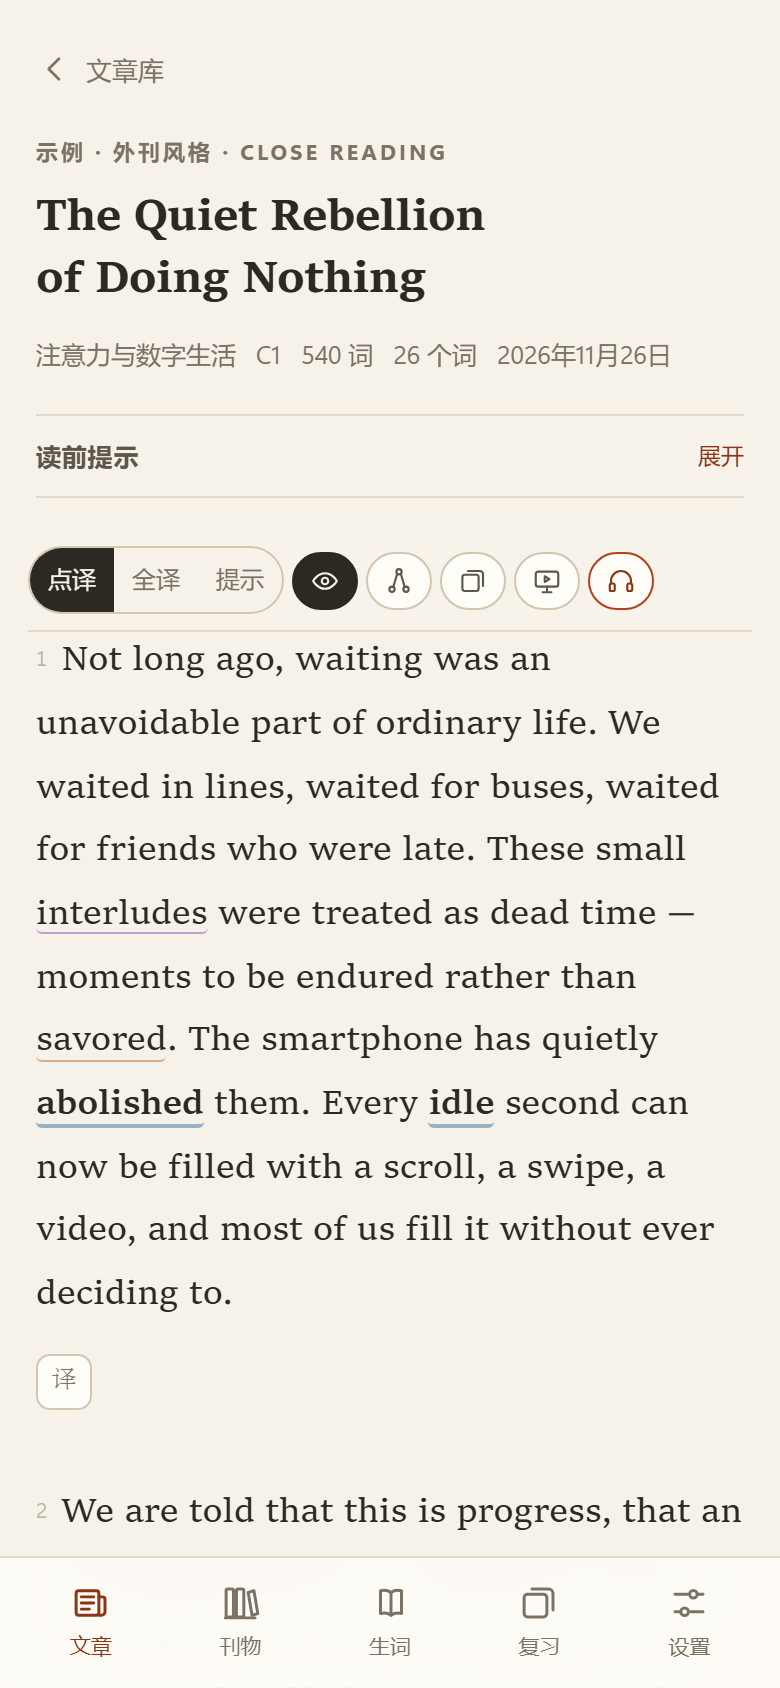 文章库
示例 · 外刊风格 · CLOSE READING
The Quiet Rebellion
of Doing Nothing
注意力与数字生活 C1 540 词 26 个词 2026年11月26日
读前提示 展开
点译 全译 提示
1 Not long ago, waiting was an
unavoidable part of ordinary life. We
waited in lines, waited for buses, waited
for friends who were late. These small
interludes were treated as dead time —
moments to be endured rather than
savored. The smartphone has quietly
abolished them. Every idle second can
now be filled with a scroll, a swipe, a
video, and most of us fill it without ever
deciding to.
译
2 We are told that this is progress, that an
文章 刊物 生词 复习 设置